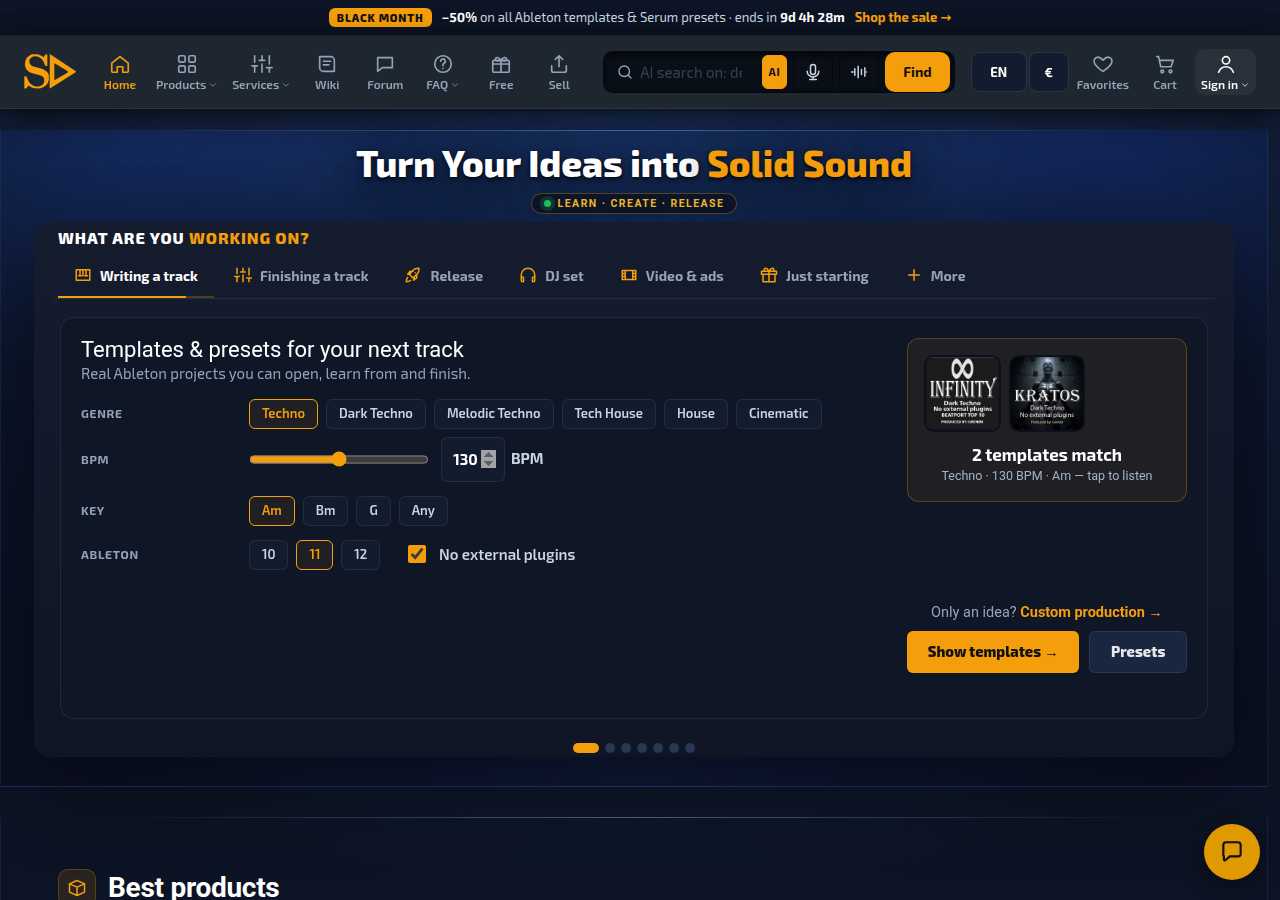 BLACK MONTH −50% on all Ableton templates & Serum presets · ends in 9d 4h 28m Shop the sale →
Home Products Services Wiki Forum FAQ Free Sell
AI search on: dr AI Find EN € Favorites Cart Sign in
Turn Your Ideas into Solid Sound
LEARN · CREATE · RELEASE
WHAT ARE YOU WORKING ON?
Writing a track Finishing a track Release DJ set Video & ads Just starting More
Templates & presets for your next track
Real Ableton projects you can open, learn from and finish.
GENRE Techno Dark Techno Melodic Techno Tech House House Cinematic
BPM 130 BPM
KEY Am Bm G Any
ABLETON 10 11 12 No external plugins
INFINITY
Dark Techno
No external plugins
BEATPORT TOP 10
KRATOS
Dark Techno
No external plugins
2 templates match
Techno · 130 BPM · Am — tap to listen
Only an idea? Custom production →
Show templates → Presets
Best products